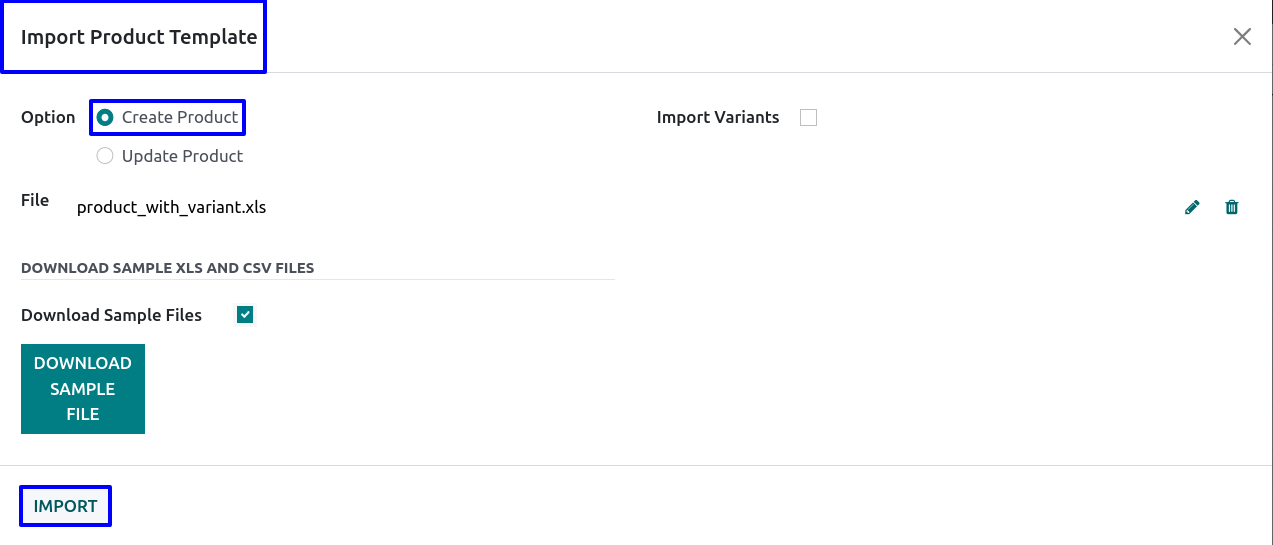 Import Product Template
Option Create Product Import Variants
Update Product
File product_with_variant.xls
DOWNLOAD SAMPLE XLS AND CSV FILES
Download Sample Files
DOWNLOAD
SAMPLE
FILE
IMPORT